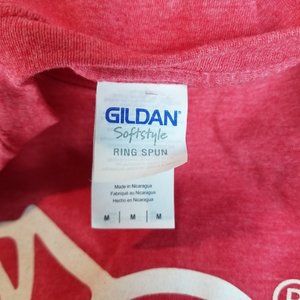 GILDAN
Softstyle
RING SPUN
Made in Nicaragua
Fabriqué au Nicaragua
Hecho en Nicaragua
M | M | M